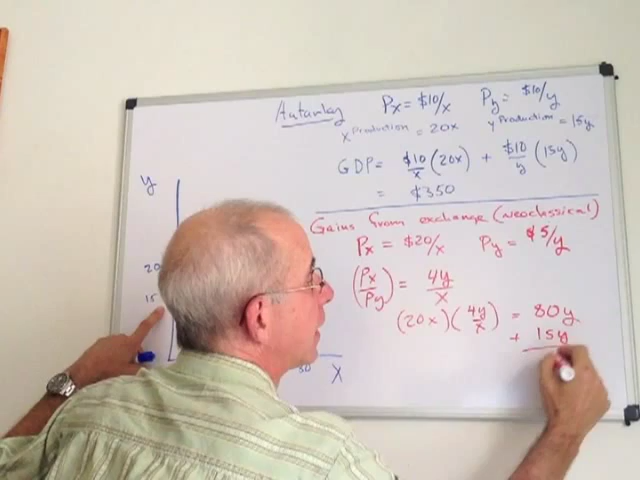 Autarky Px = $10/x Py = $10/y
x Production = 20x y Production = 15y
GDP = $10/x (20x) + $10/y (15y)
= $350
Gains from exchange (neoclassical)
Px = $20/x Py = $5/y
(Px/Py) = 4y/x
(20x)(4y/x) = 80y
+ 15y
y
20
15
30 X